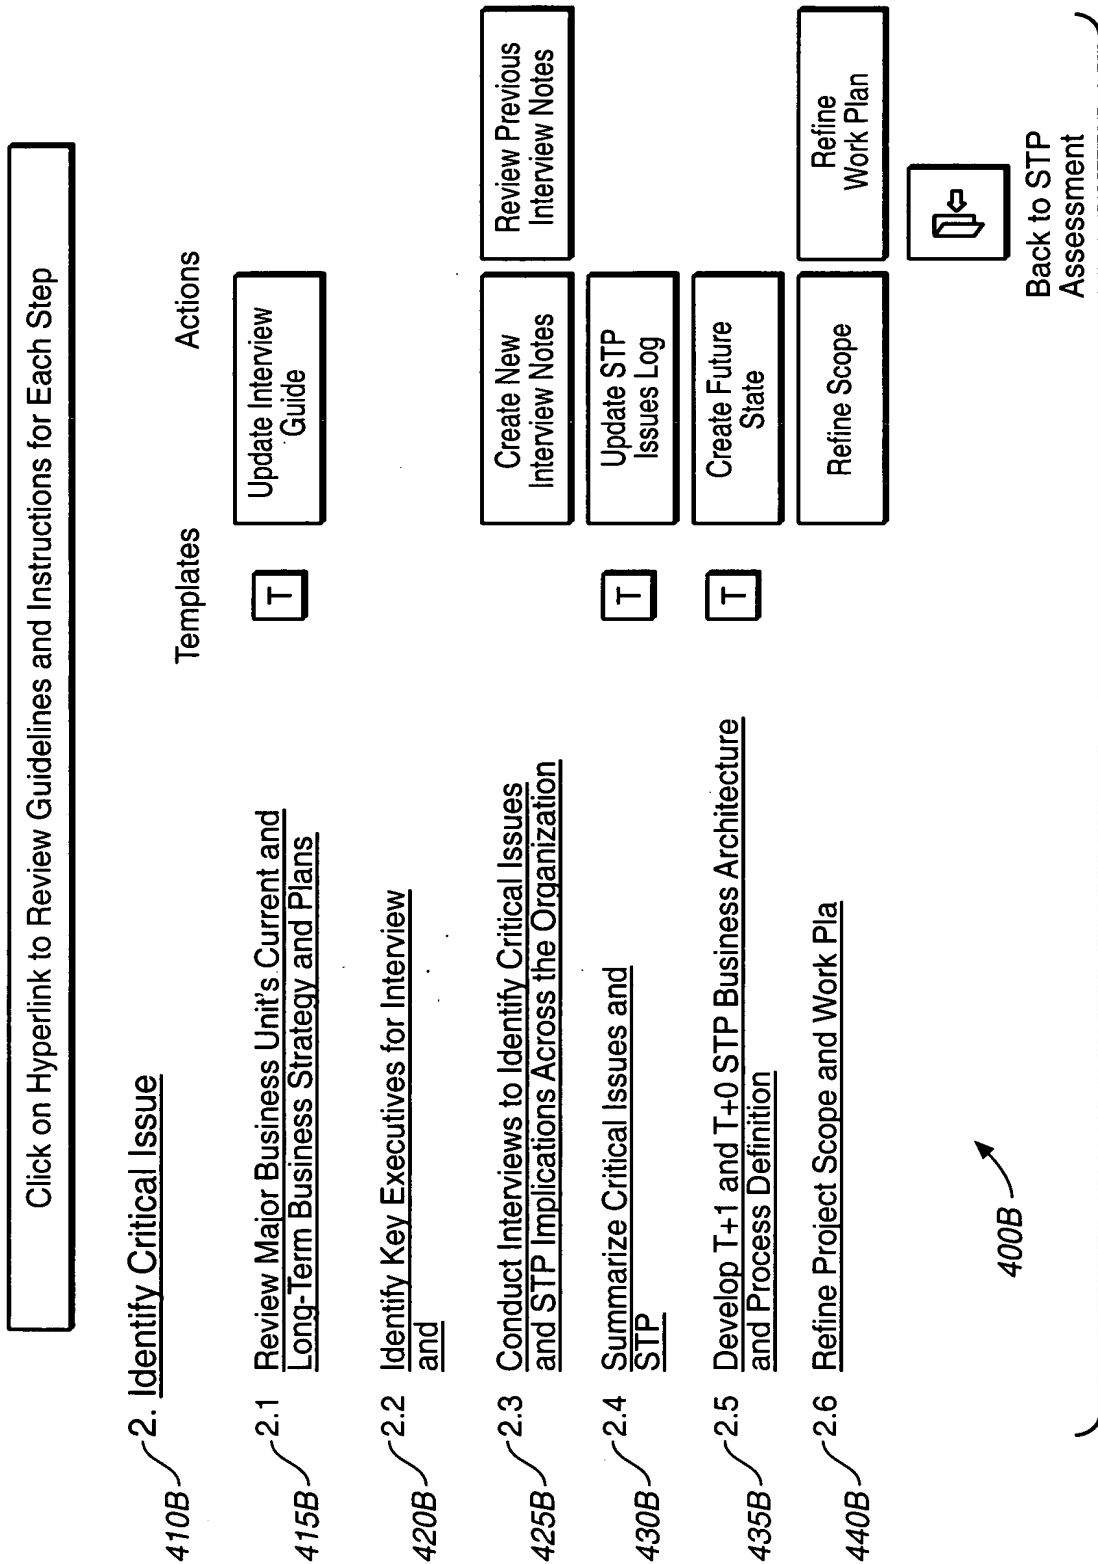 Click on Hyperlink to Review Guidelines and Instructions for Each Step
Templates
Actions
410B
2. Identify Critical Issue
415B
2.1 Review Major Business Unit's Current and
Long-Term Business Strategy and Plans
T
Update Interview
Guide
420B
2.2 Identify Key Executives for Interview
and
425B
2.3 Conduct Interviews to Identify Critical Issues
and STP Implications Across the Organization
Create New
Interview Notes
Review Previous
Interview Notes
430B
2.4 Summarize Critical Issues and
STP
T
Update STP
Issues Log
435B
2.5 Develop T+1 and T+0 STP Business Architecture
and Process Definition
T
Create Future
State
440B
2.6 Refine Project Scope and Work Pla
Refine Scope
Refine
Work Plan
400B
Back to STP
Assessment